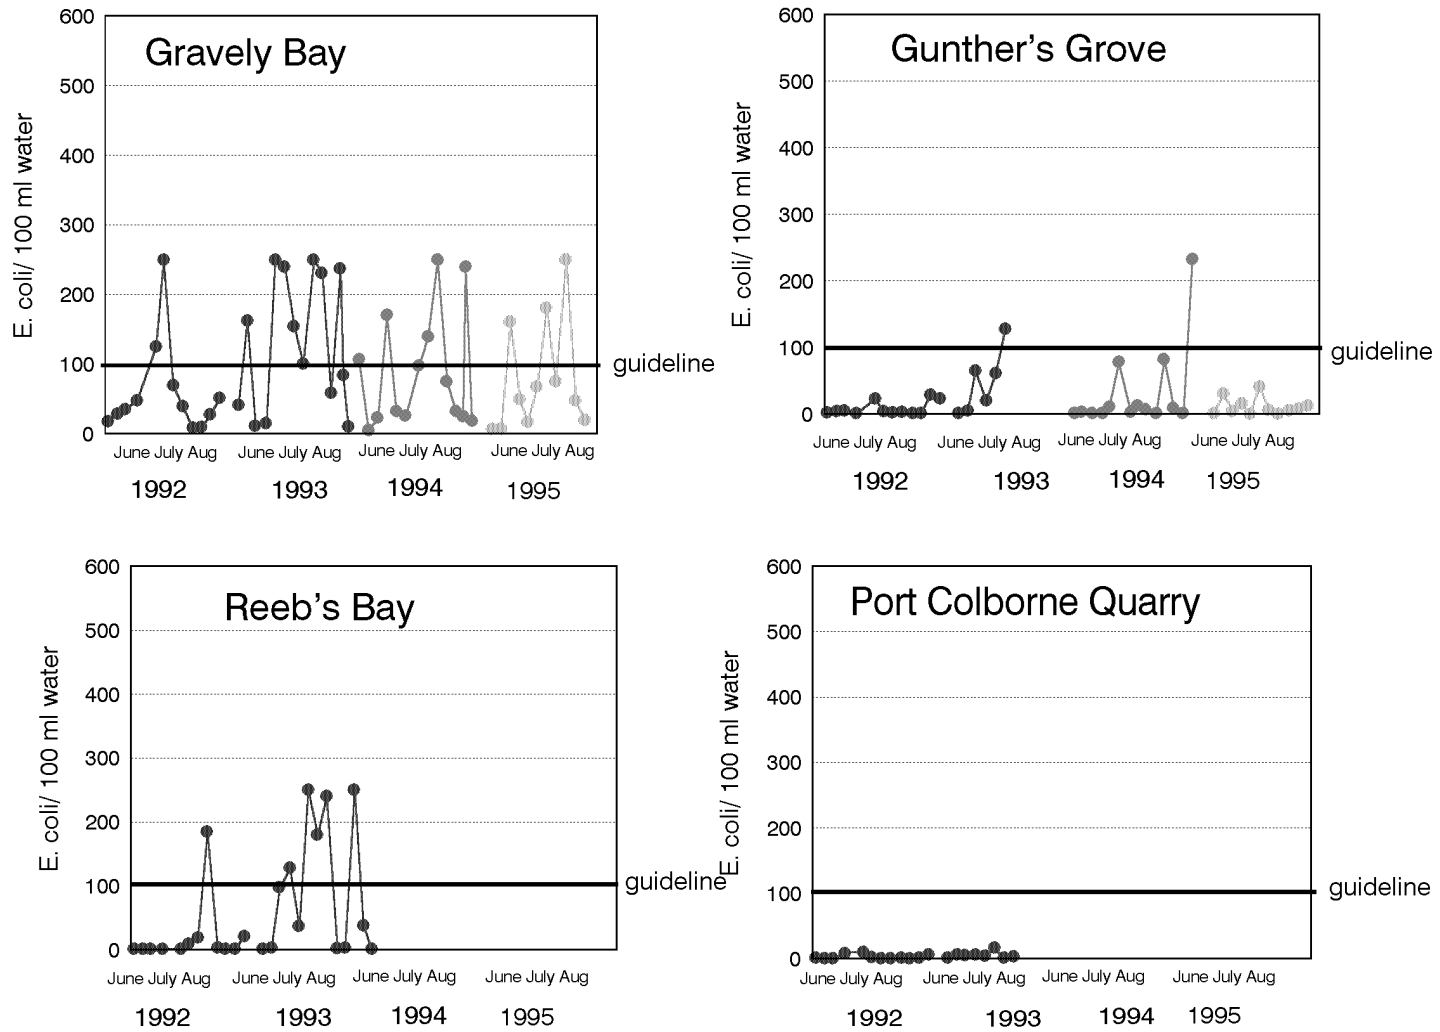 Gravely Bay
600
500
400
300
200
100
0
E. coli/ 100 ml water
guideline
June July Aug June July Aug June July Aug June July Aug
1992 1993 1994 1995
Gunther's Grove
600
500
400
300
200
100
0
E. coli/ 100 ml water
guideline
June July Aug June July Aug June July Aug June July Aug
1992 1993 1994 1995
Reeb's Bay
600
500
400
300
200
100
0
E. coli/ 100 ml water
guideline
June July Aug June July Aug June July Aug June July Aug
1992 1993 1994 1995
Port Colborne Quarry
600
500
400
300
200
100
0
E. coli/ 100 ml water
guideline
June July Aug June July Aug June July Aug June July Aug
1992 1993 1994 1995